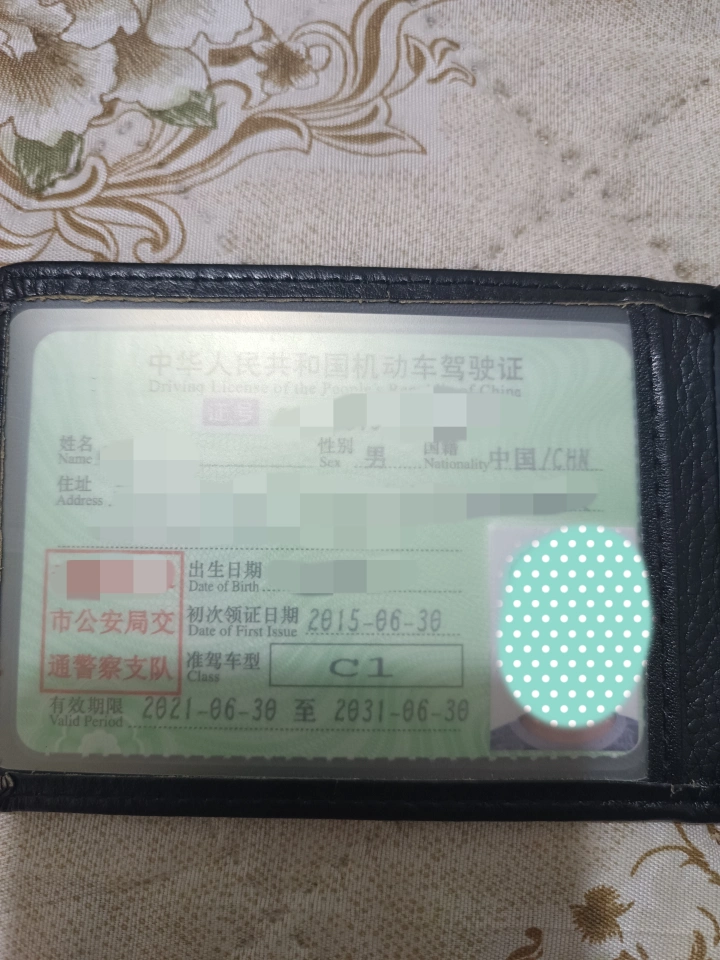 中华人民共和国机动车驾驶证
Driving License of the People's Republic of China
证号
姓名
Name
性别 男
Sex
国籍 中国/CHN
Nationality
住址
Address
出生日期
Date of Birth
初次领证日期 2015-06-30
Date of First Issue
市公安局交
通警察支队
准驾车型 C1
Class
有效期限 2021-06-30 至 2031-06-30
Valid Period